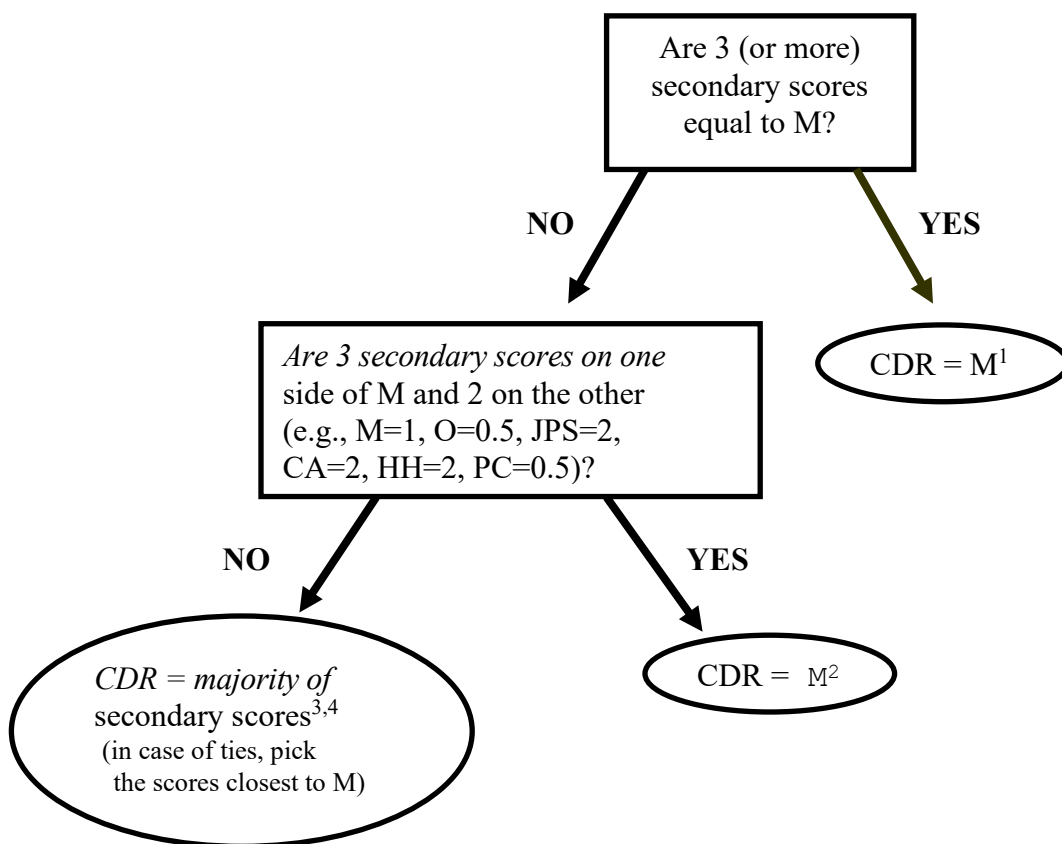 Are 3 (or more)
secondary scores
equal to M?
NO
YES
Are 3 secondary scores on one
side of M and 2 on the other
(e.g., M=1, O=0.5, JPS=2,
CA=2, HH=2, PC=0.5)?
CDR = M¹
NO
YES
CDR = majority of
secondary scores³,⁴
(in case of ties, pick
the scores closest to M)
CDR = M²